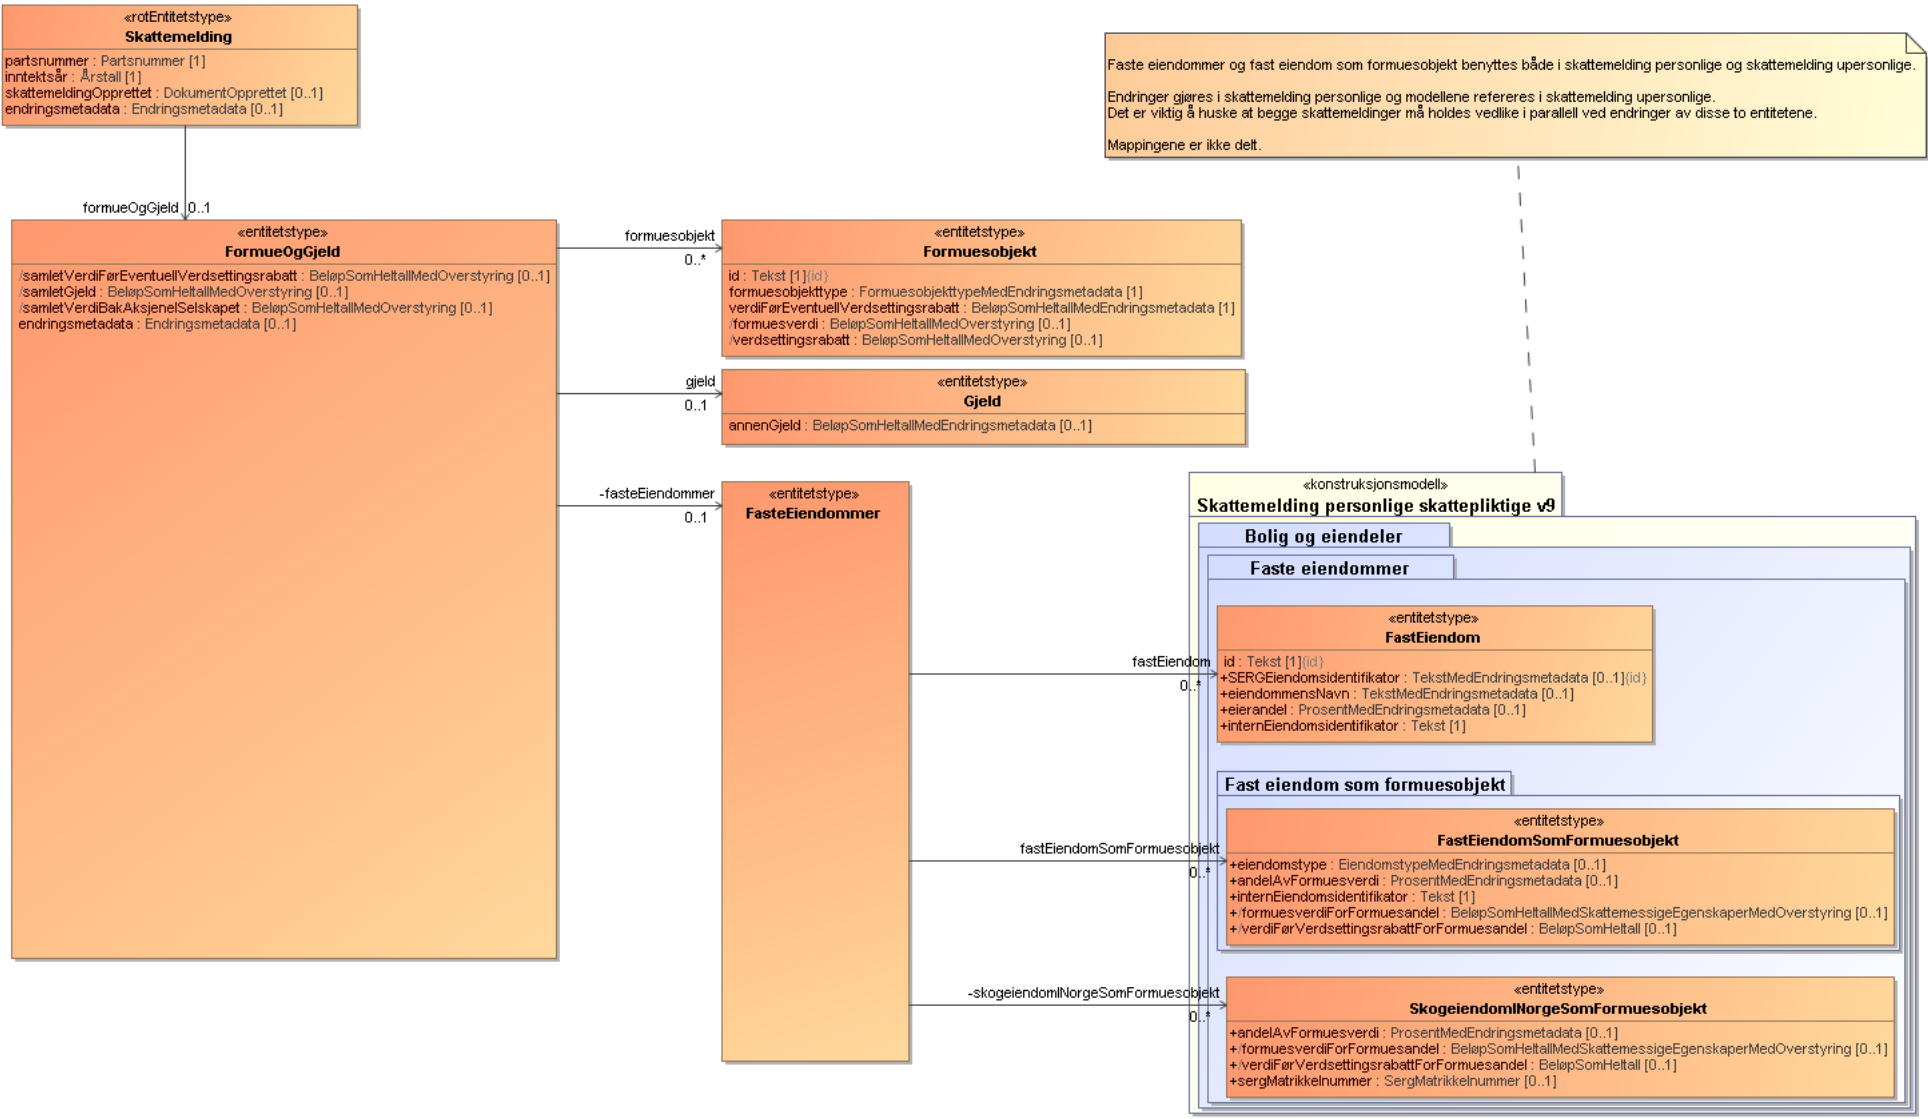 «rotEntitetstype»
Skattemelding
partsnummer : Partsnummer [1]
inntektsår : Årstall [1]
skattemeldingOpprettet : DokumentOpprettet [0..1]
endringsmetadata : Endringsmetadata [0..1]
Faste eiendommer og fast eiendom som formuesobjekt benyttes både i skattemelding personlige og skattemelding upersonlige.
Endringer gjøres i skattemelding personlige og modellene refereres i skattemelding upersonlige.
Det er viktig å huske at begge skattemeldinger må holdes vedlike i parallell ved endringer av disse to entitetene.
Mappingene er ikke delt.
formueOgGjeld 0..1
«entitetstype»
FormueOgGjeld
/samletVerdiFørEventuellVerdsettingsrabatt : BeløpSomHeltallMedOverstyring [0..1]
/samletGjeld : BeløpSomHeltallMedOverstyring [0..1]
/samletVerdiBakAksjeneISelskapet : BeløpSomHeltallMedOverstyring [0..1]
endringsmetadata : Endringsmetadata [0..1]
formuesobjekt
0..*
«entitetstype»
Formuesobjekt
id : Tekst [1]{id}
formuesobjekttype : FormuesobjekttypeMedEndringsmetadata [1]
verdiFørEventuellVerdsettingsrabatt : BeløpSomHeltallMedEndringsmetadata [1]
/formuesverdi : BeløpSomHeltallMedOverstyring [0..1]
/verdsettingsrabatt : BeløpSomHeltallMedOverstyring [0..1]
gjeld
0..1
«entitetstype»
Gjeld
annenGjeld : BeløpSomHeltallMedEndringsmetadata [0..1]
-fasteEiendommer
0..1
«entitetstype»
FasteEiendommer
«konstruksjonsmodell»
Skattemelding personlige skattepliktige v9
Bolig og eiendeler
Faste eiendommer
fastEiendom
0..*
«entitetstype»
FastEiendom
id : Tekst [1]{id}
+SERGEiendomsidentifikator : TekstMedEndringsmetadata [0..1]{id}
+eiendommensNavn : TekstMedEndringsmetadata [0..1]
+eierandel : ProsentMedEndringsmetadata [0..1]
+internEiendomsidentifikator : Tekst [1]
Fast eiendom som formuesobjekt
fastEiendomSomFormuesobjekt
0..*
«entitetstype»
FastEiendomSomFormuesobjekt
+eiendomstype : EiendomstypeMedEndringsmetadata [0..1]
+andelAvFormuesverdi : ProsentMedEndringsmetadata [0..1]
+internEiendomsidentifikator : Tekst [1]
+/formuesverdiForFormuesandel : BeløpSomHeltallMedSkattemessigeEgenskaperMedOverstyring [0..1]
+/verdiFørVerdsettingsrabattForFormuesandel : BeløpSomHeltall [0..1]
-skogeiendomINorgeSomFormuesobjekt
0..*
«entitetstype»
SkogeiendomINorgeSomFormuesobjekt
+andelAvFormuesverdi : ProsentMedEndringsmetadata [0..1]
+/formuesverdiForFormuesandel : BeløpSomHeltallMedSkattemessigeEgenskaperMedOverstyring [0..1]
+/verdiFørVerdsettingsrabattForFormuesandel : BeløpSomHeltall [0..1]
+sergMatrikkelnummer : SergMatrikkelnummer [0..1]